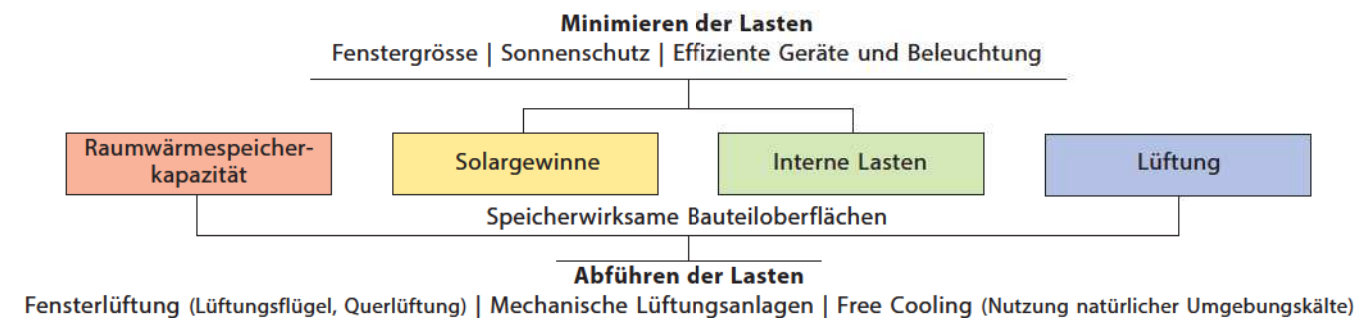 Minimieren der Lasten
Fenstergrösse | Sonnenschutz | Effiziente Geräte und Beleuchtung
Raumwärmespeicher-
kapazität
Solargewinne
Interne Lasten
Lüftung
Speicherwirksame Bauteiloberflächen
Abführen der Lasten
Fensterlüftung (Lüftungsflügel, Querlüftung) | Mechanische Lüftungsanlagen | Free Cooling (Nutzung natürlicher Umgebungskälte)